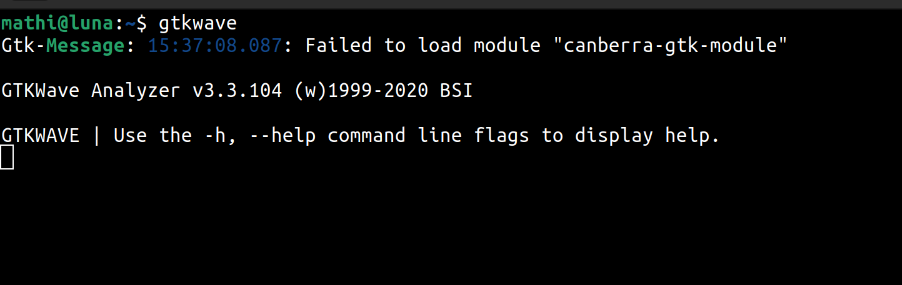 mathi@luna:~$ gtkwave
Gtk-Message: 15:37:08.087: Failed to load module "canberra-gtk-module"
GTKWave Analyzer v3.3.104 (w)1999-2020 BSI
GTKWAVE | Use the -h, --help command line flags to display help.